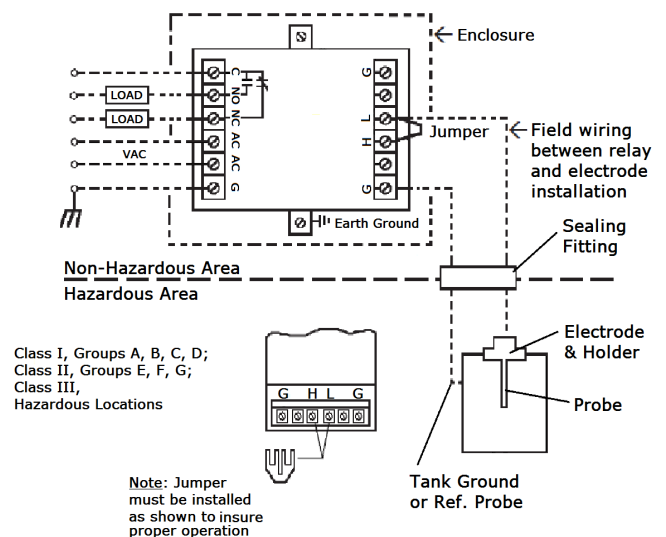 Enclosure
C
NO
NC
AC
AC
G
G
L
H
G
LOAD
LOAD
VAC
Jumper
Field wiring
between relay
and electrode
installation
Earth Ground
Sealing
Fitting
Non-Hazardous Area
Hazardous Area
Class I, Groups A, B, C, D;
Class II, Groups E, F, G;
Class III,
Hazardous Locations
G H L G
Electrode
& Holder
Probe
Tank Ground
or Ref. Probe
Note: Jumper
must be installed
as shown to insure
proper operation